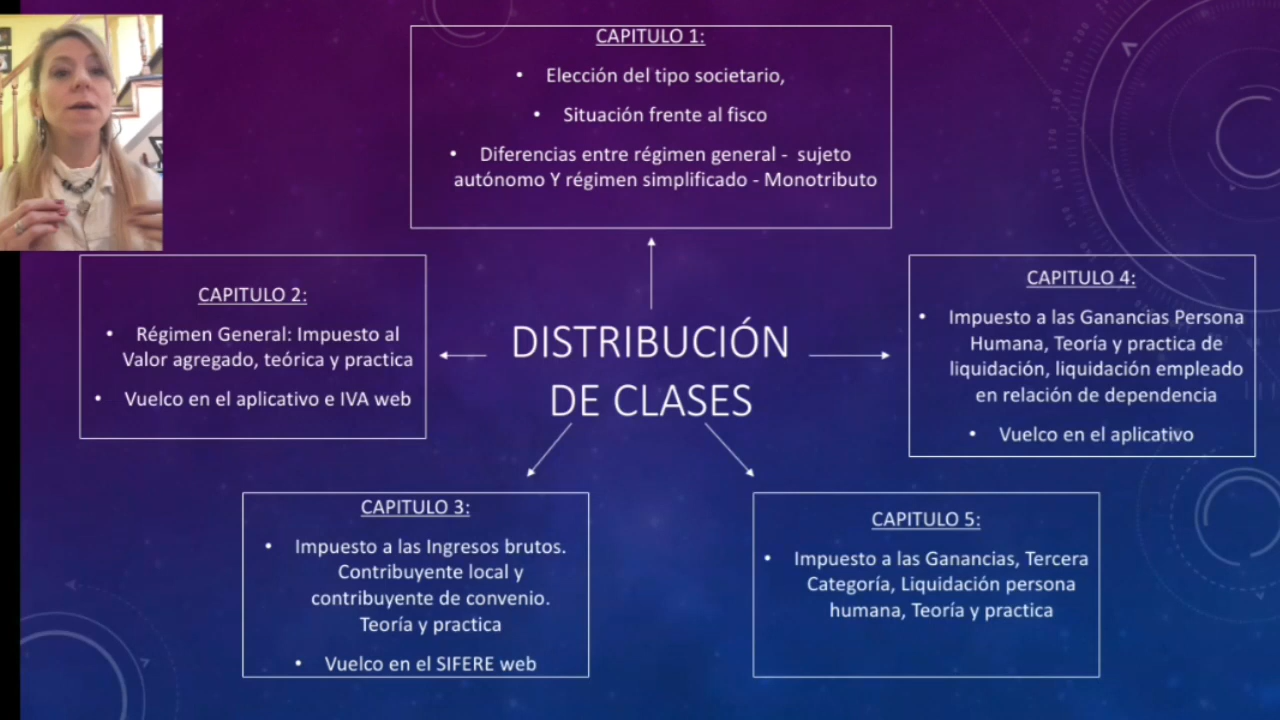 CAPITULO 1:
• Elección del tipo societario,
• Situación frente al fisco
• Diferencias entre régimen general - sujeto
autónomo Y régimen simplificado - Monotributo
CAPITULO 2:
• Régimen General: Impuesto al
Valor agregado, teórica y practica
• Vuelco en el aplicativo e IVA web
DISTRIBUCIÓN
DE CLASES
CAPITULO 4:
• Impuesto a las Ganancias Persona
Humana, Teoría y practica de
liquidación, liquidación empleado
en relación de dependencia
• Vuelco en el aplicativo
CAPITULO 3:
• Impuesto a las Ingresos brutos.
Contribuyente local y
contribuyente de convenio.
Teoría y practica
• Vuelco en el SIFERE web
CAPITULO 5:
• Impuesto a las Ganancias, Tercera
Categoría, Liquidación persona
humana, Teoría y practica